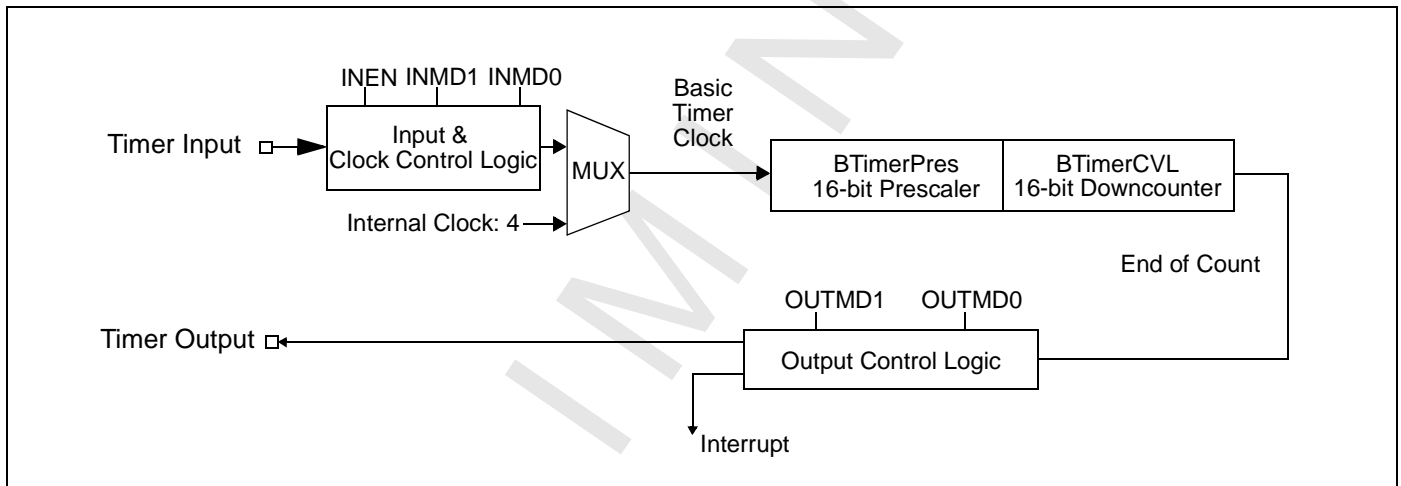 INEN INMD1 INMD0
Timer Input
Input &
Clock Control Logic
MUX
Internal Clock: 4
Basic
Timer
Clock
BTimerPres
16-bit Prescaler
BTimerCVL
16-bit Downcounter
End of Count
OUTMD1 OUTMD0
Timer Output
Output Control Logic
Interrupt
I M I N